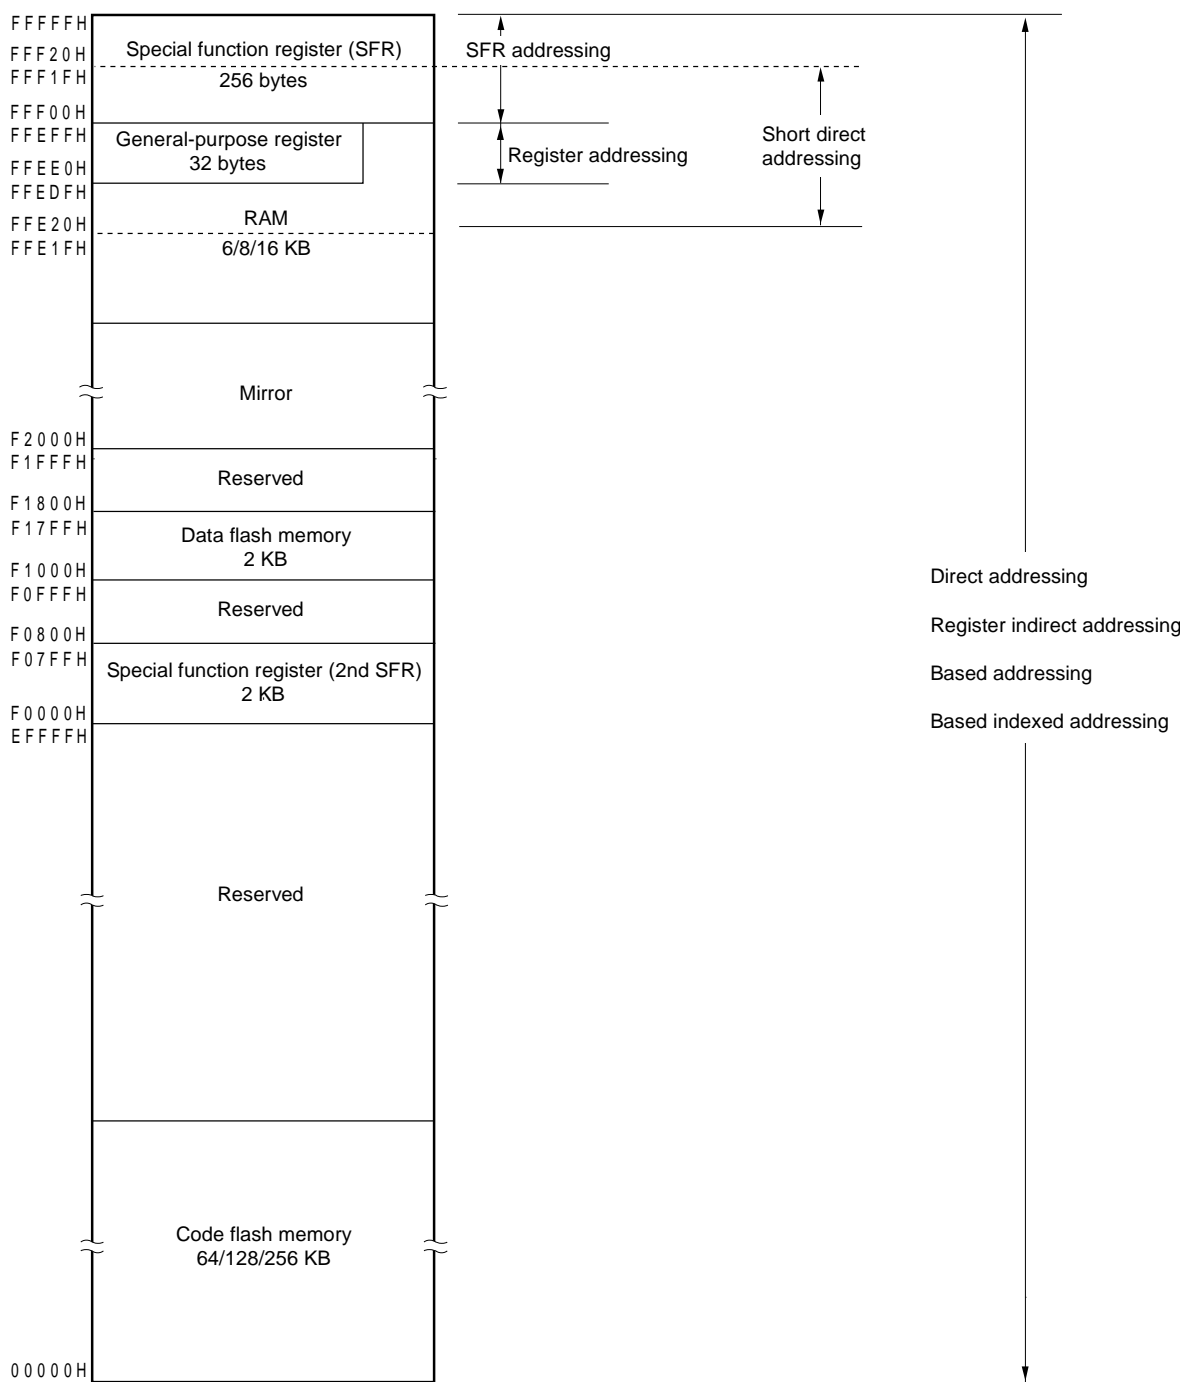 FFFFFH
Special function register (SFR)
SFR addressing
FFF20H
FFF1FH
256 bytes
FFF00H
FFEFFH
General-purpose register
32 bytes
Register addressing
Short direct
addressing
FFEE0H
FFEDFH
RAM
FFE20H
FFE1FH
6/8/16 KB
Mirror
F2000H
F1FFFH
Reserved
F1800H
F17FFH
Data flash memory
2 KB
F1000H
Direct addressing
F0FFFH
Reserved
Register indirect addressing
F0800H
F07FFH
Special function register (2nd SFR)
2 KB
Based addressing
F0000H
Based indexed addressing
EFFFFH
Reserved
Code flash memory
64/128/256 KB
00000H